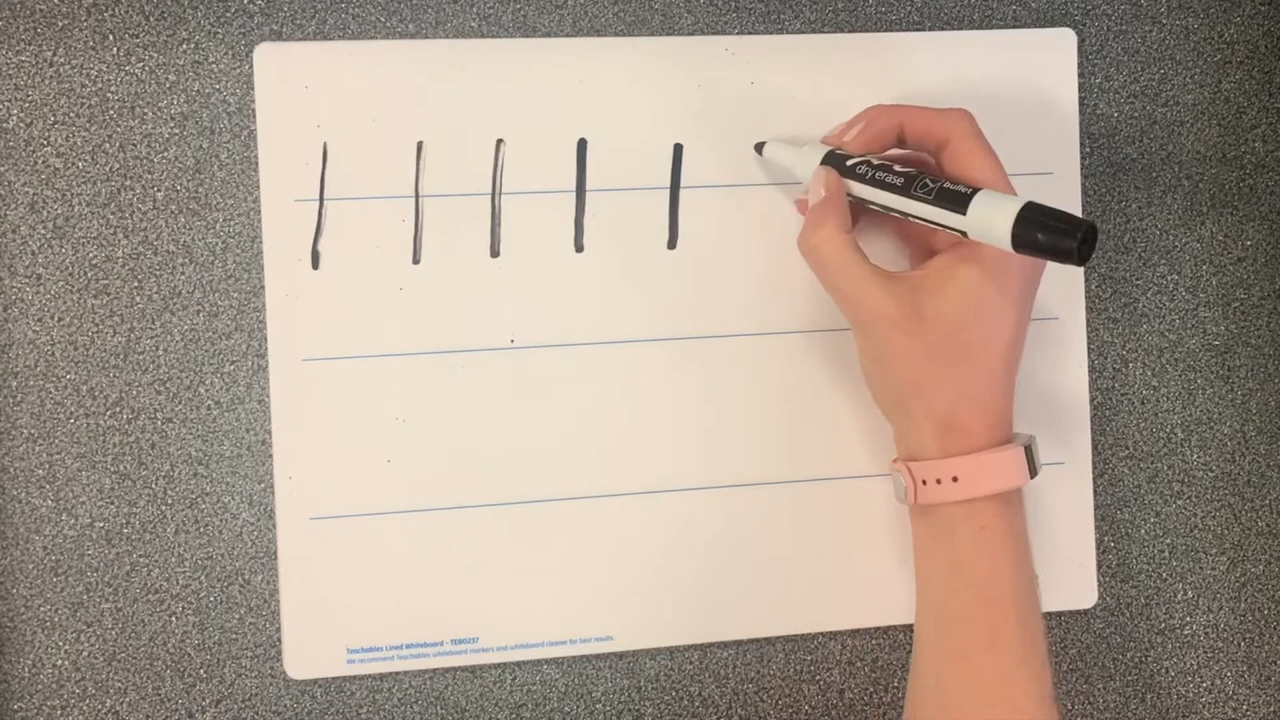 | | | | |
dry erase bullet
Teachables Lined Whiteboard - TEB0237
We recommend Teachables whiteboard markers and whiteboard cleaner for best results.